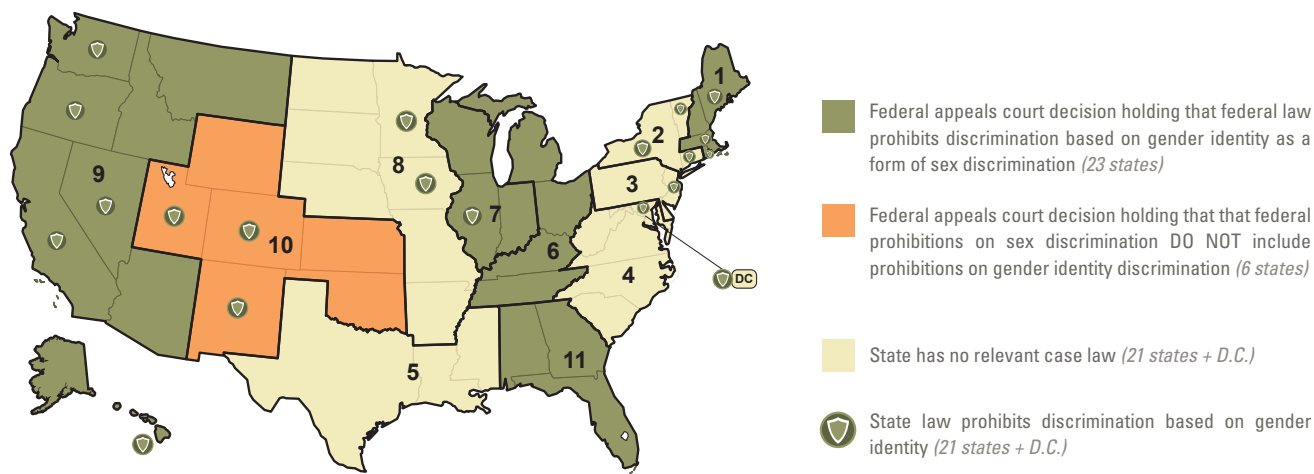 1
2
3
4
5
6
7
8
9
10
11
DC
Federal appeals court decision holding that federal law
prohibits discrimination based on gender identity as a
form of sex discrimination (23 states)
Federal appeals court decision holding that that federal
prohibitions on sex discrimination DO NOT include
prohibitions on gender identity discrimination (6 states)
State has no relevant case law (21 states + D.C.)
State law prohibits discrimination based on gender
identity (21 states + D.C.)